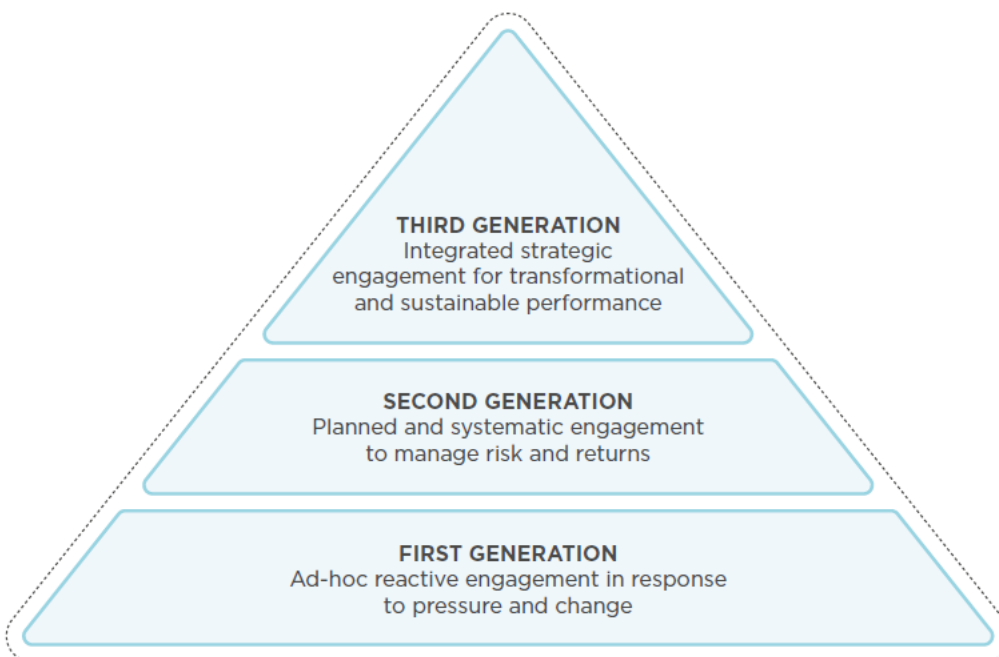 THIRD GENERATION
Integrated strategic
engagement for transformational
and sustainable performance
SECOND GENERATION
Planned and systematic engagement
to manage risk and returns
FIRST GENERATION
Ad-hoc reactive engagement in response
to pressure and change